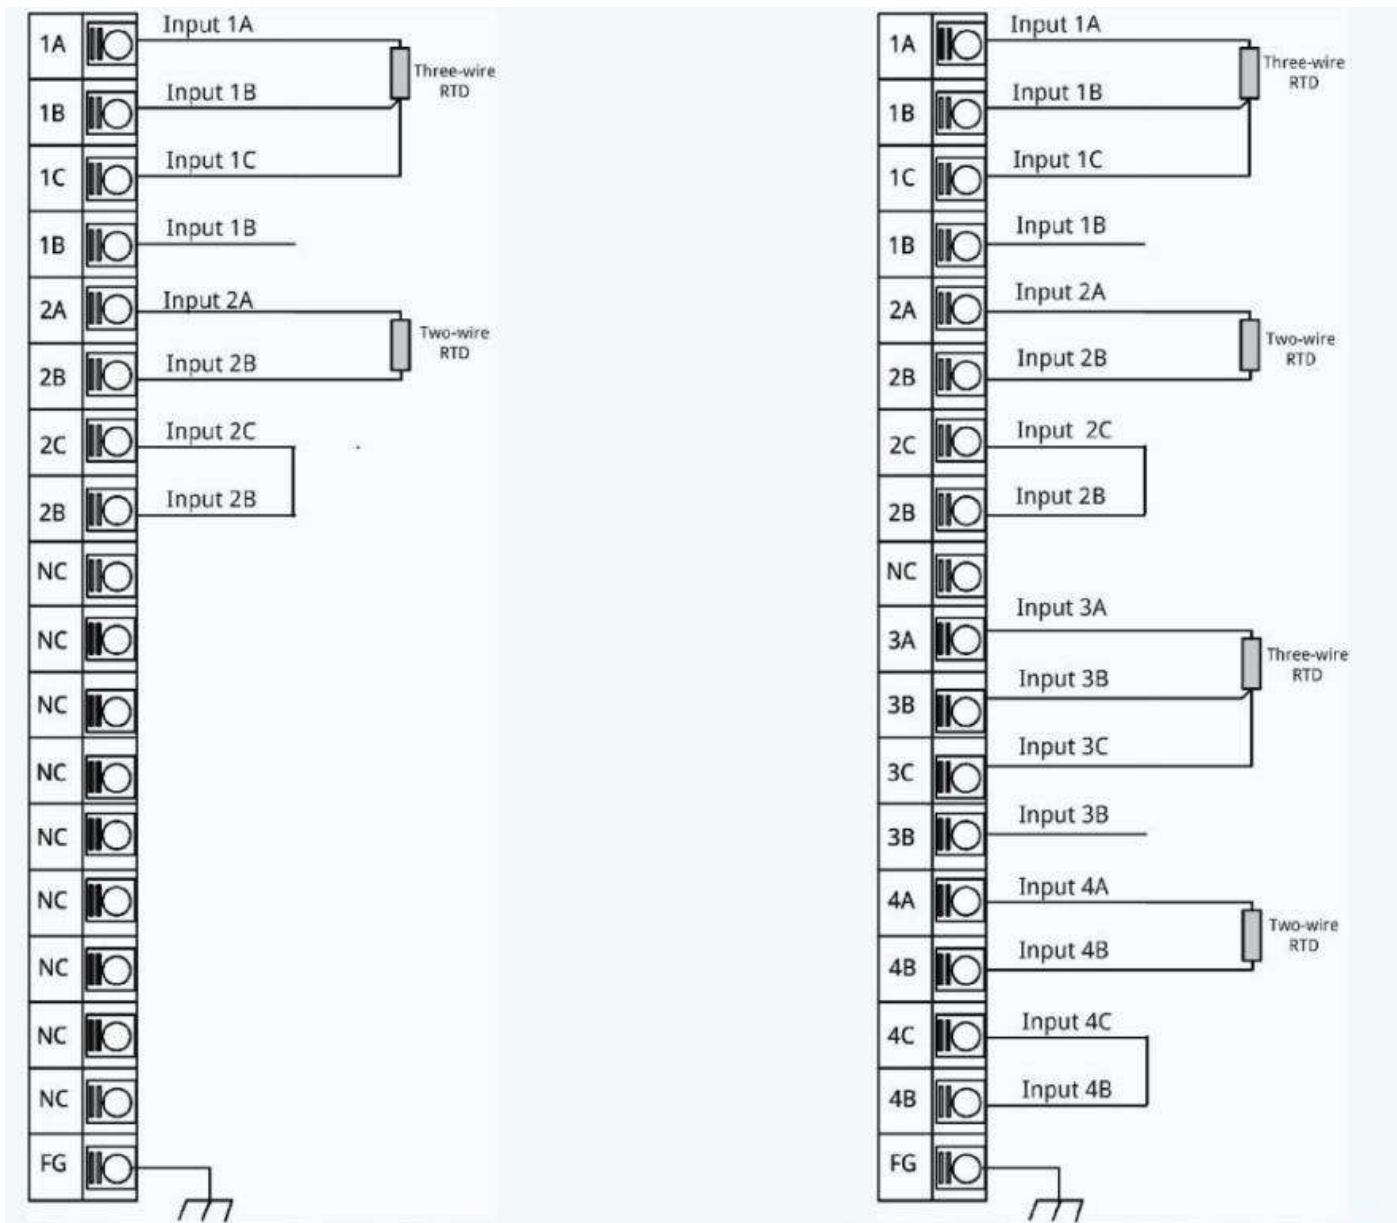 1A
Input 1A
Three-wire
RTD
1B
Input 1B
1C
Input 1C
1B
Input 1B
2A
Input 2A
Two-wire
RTD
2B
Input 2B
2C
Input 2C
2B
Input 2B
NC
NC
NC
NC
NC
NC
NC
NC
NC
FG
1A
Input 1A
Three-wire
RTD
1B
Input 1B
1C
Input 1C
1B
Input 1B
2A
Input 2A
Two-wire
RTD
2B
Input 2B
2C
Input 2C
2B
Input 2B
NC
3A
Input 3A
Three-wire
RTD
3B
Input 3B
3C
Input 3C
3B
Input 3B
4A
Input 4A
Two-wire
RTD
4B
Input 4B
4C
Input 4C
4B
Input 4B
FG